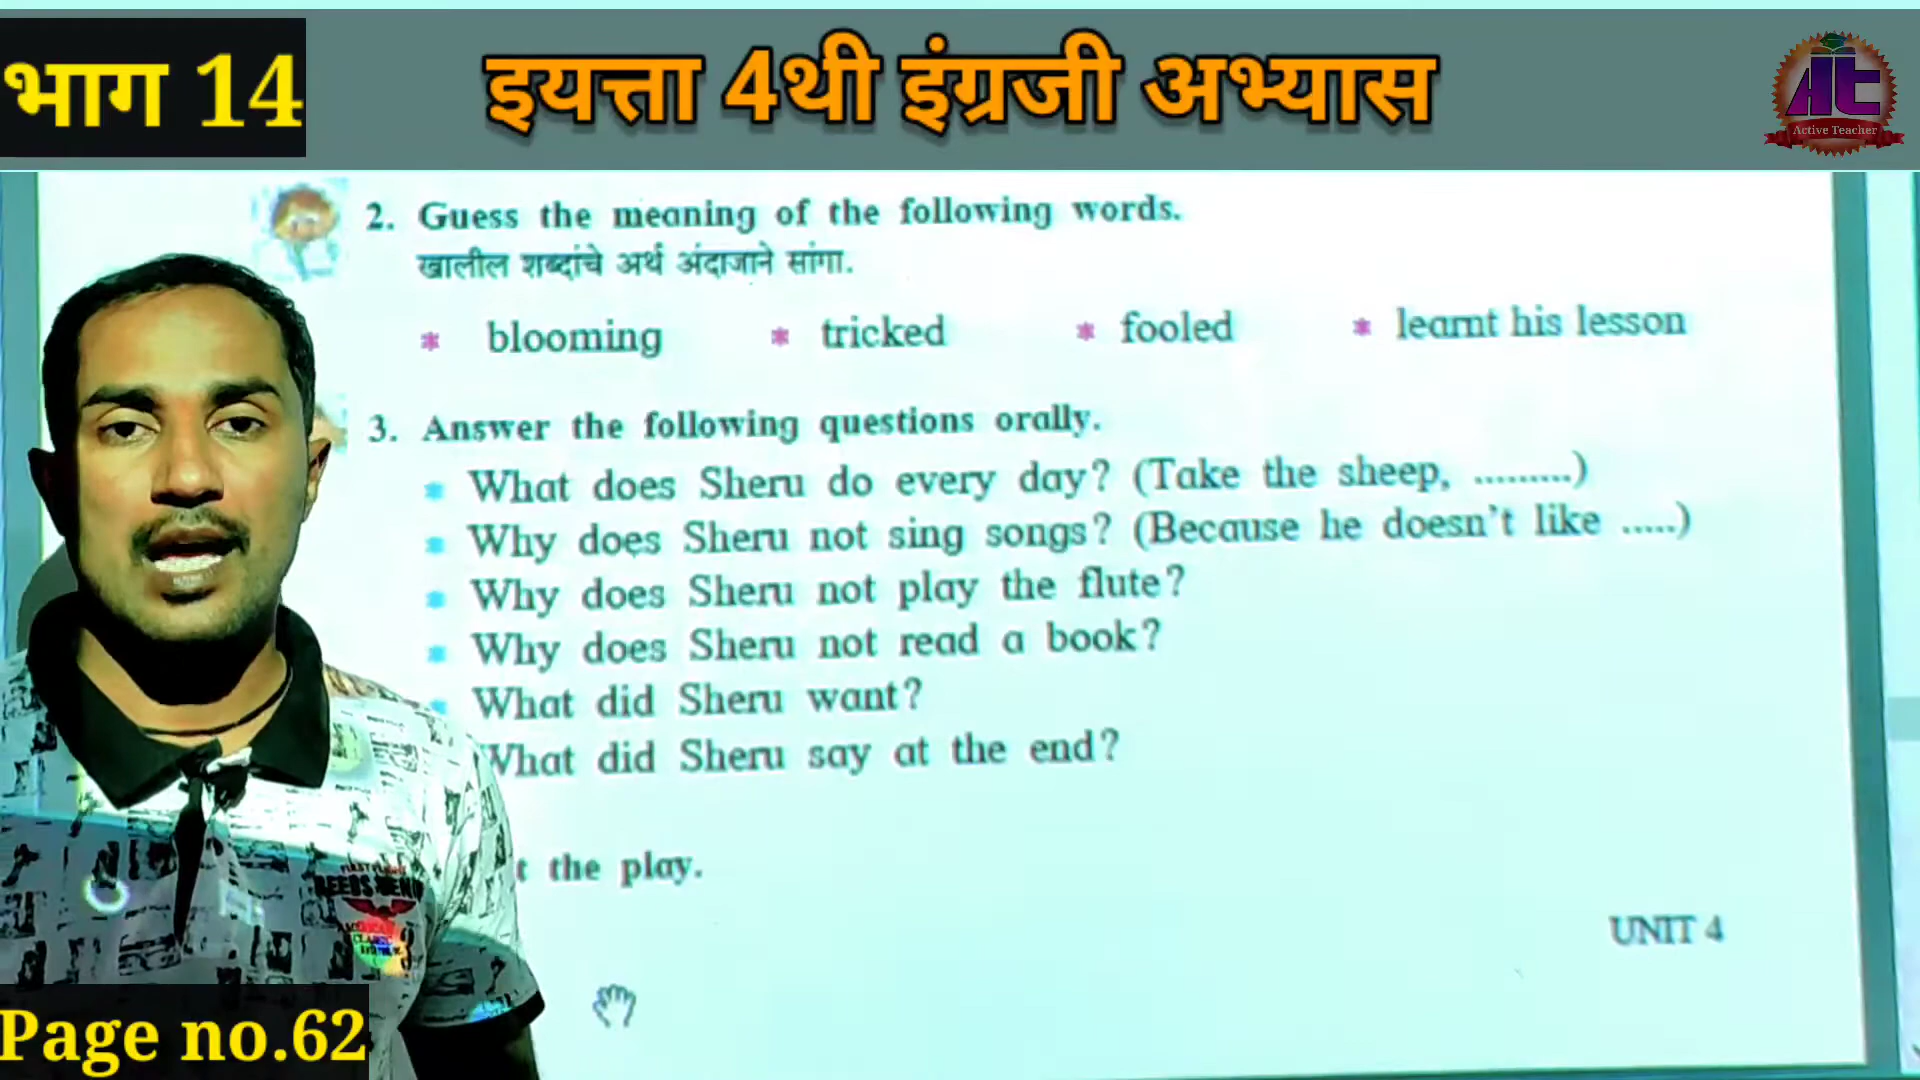 भाग 14
इयत्ता 4थी इंग्रजी अभ्यास
Active Teacher
2. Guess the meaning of the following words.
खालील शब्दांचे अर्थ अंदाजाने सांगा.
* blooming * tricked * fooled * learnt his lesson
3. Answer the following questions orally.
What does Sheru do every day? (Take the sheep, .........)
Why does Sheru not sing songs? (Because he doesn't like .....)
Why does Sheru not play the flute?
Why does Sheru not read a book?
What did Sheru want?
What did Sheru say at the end?
the play.
UNIT 4
Page no.62